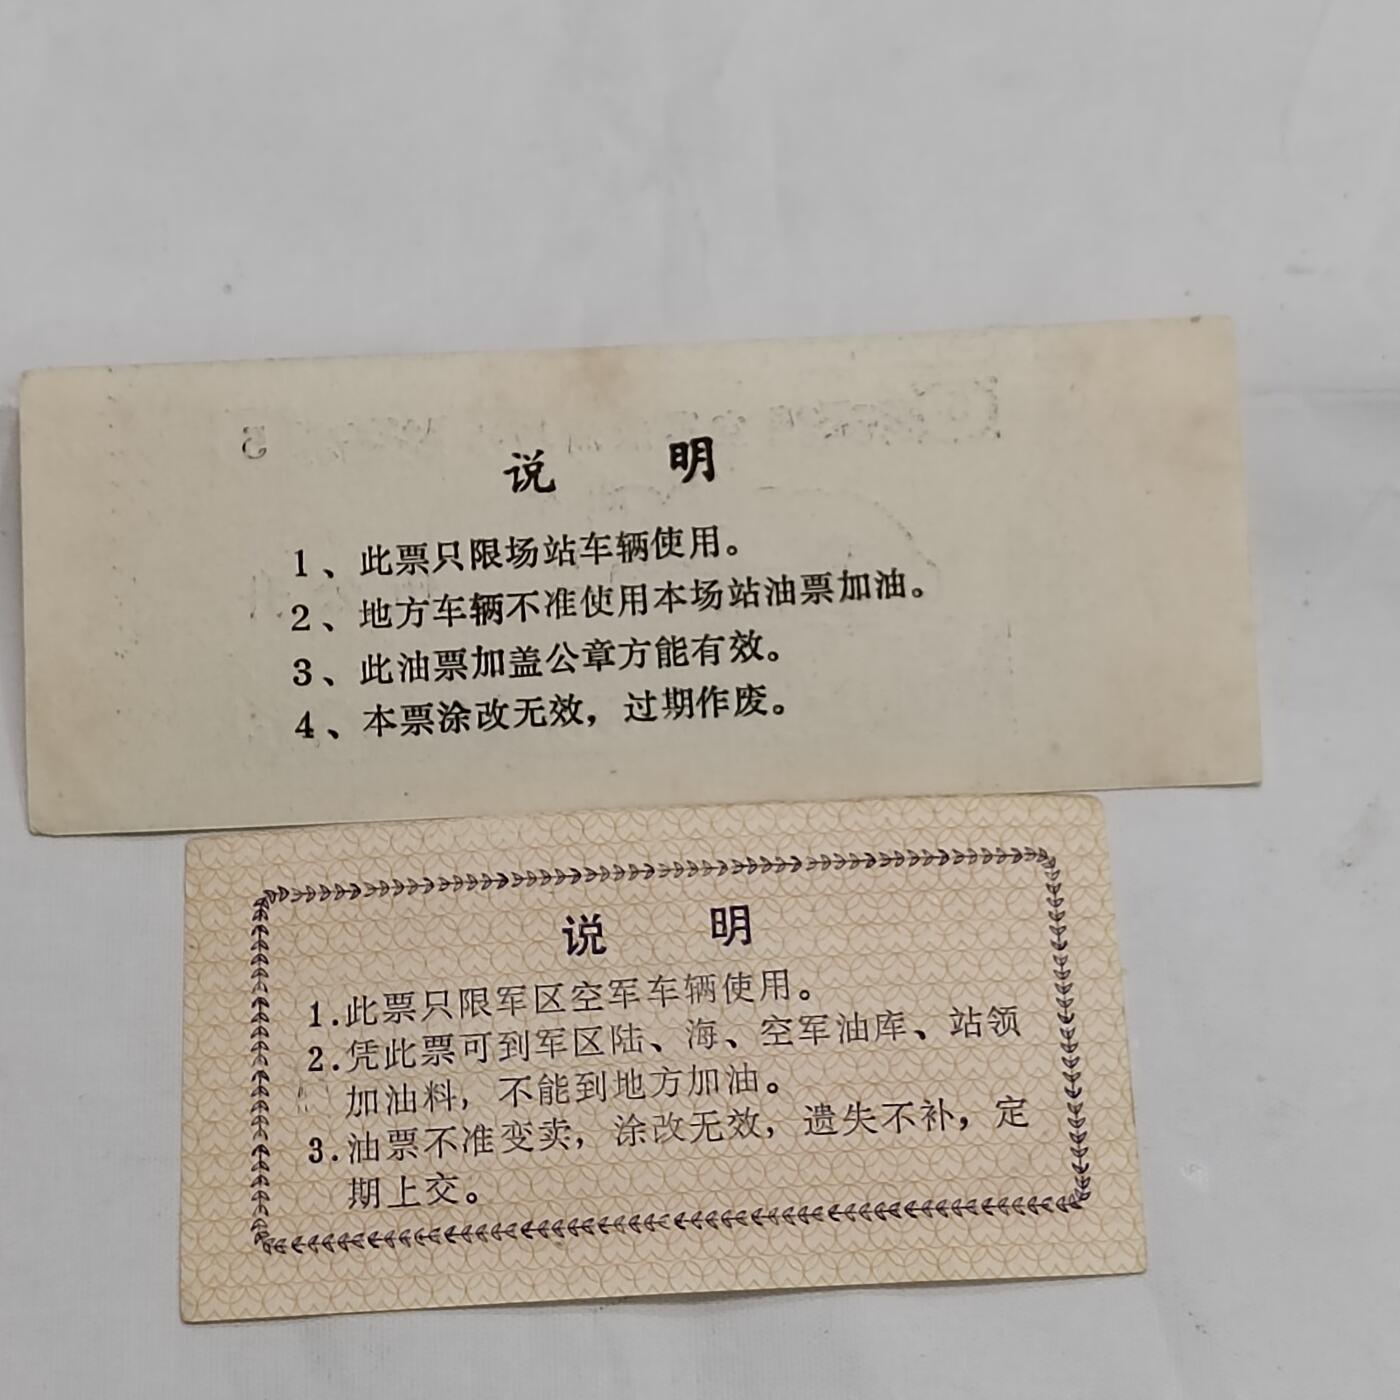 说 明
1、此票只限场站车辆使用。
2、地方车辆不准使用本场站油票加油。
3、此油票加盖公章方能有效。
4、本票涂改无效，过期作废。
说 明
1.此票只限军区空军车辆使用。
2.凭此票可到军区陆、海、空军油库、站领
加油料，不能到地方加油。
3.油票不准变卖，涂改无效，遗失不补，定
期上交。